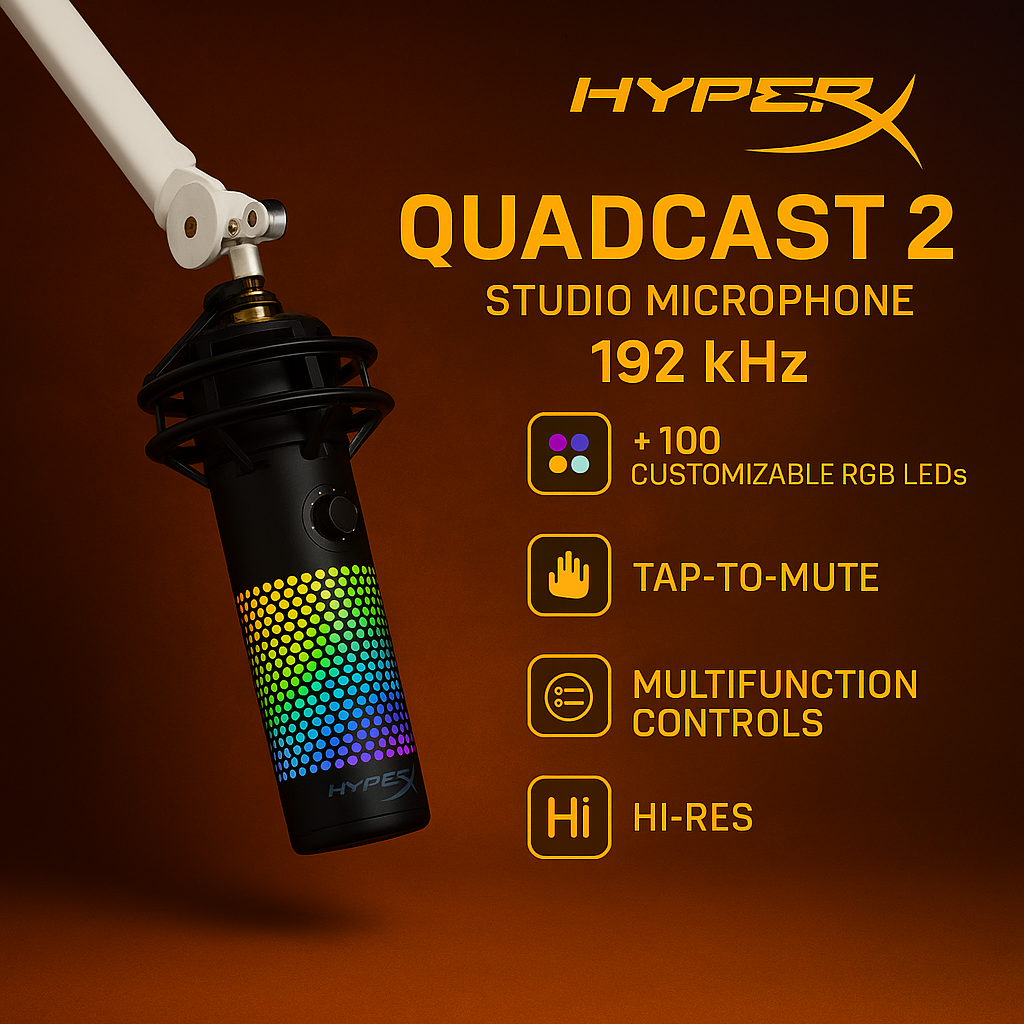 HYPERX
QUADCAST 2
STUDIO MICROPHONE
192 kHz
+ 100
CUSTOMIZABLE RGB LEDs
TAP-TO-MUTE
MULTIFUNCTION
CONTROLS
Hi
HI-RES
HYPERX